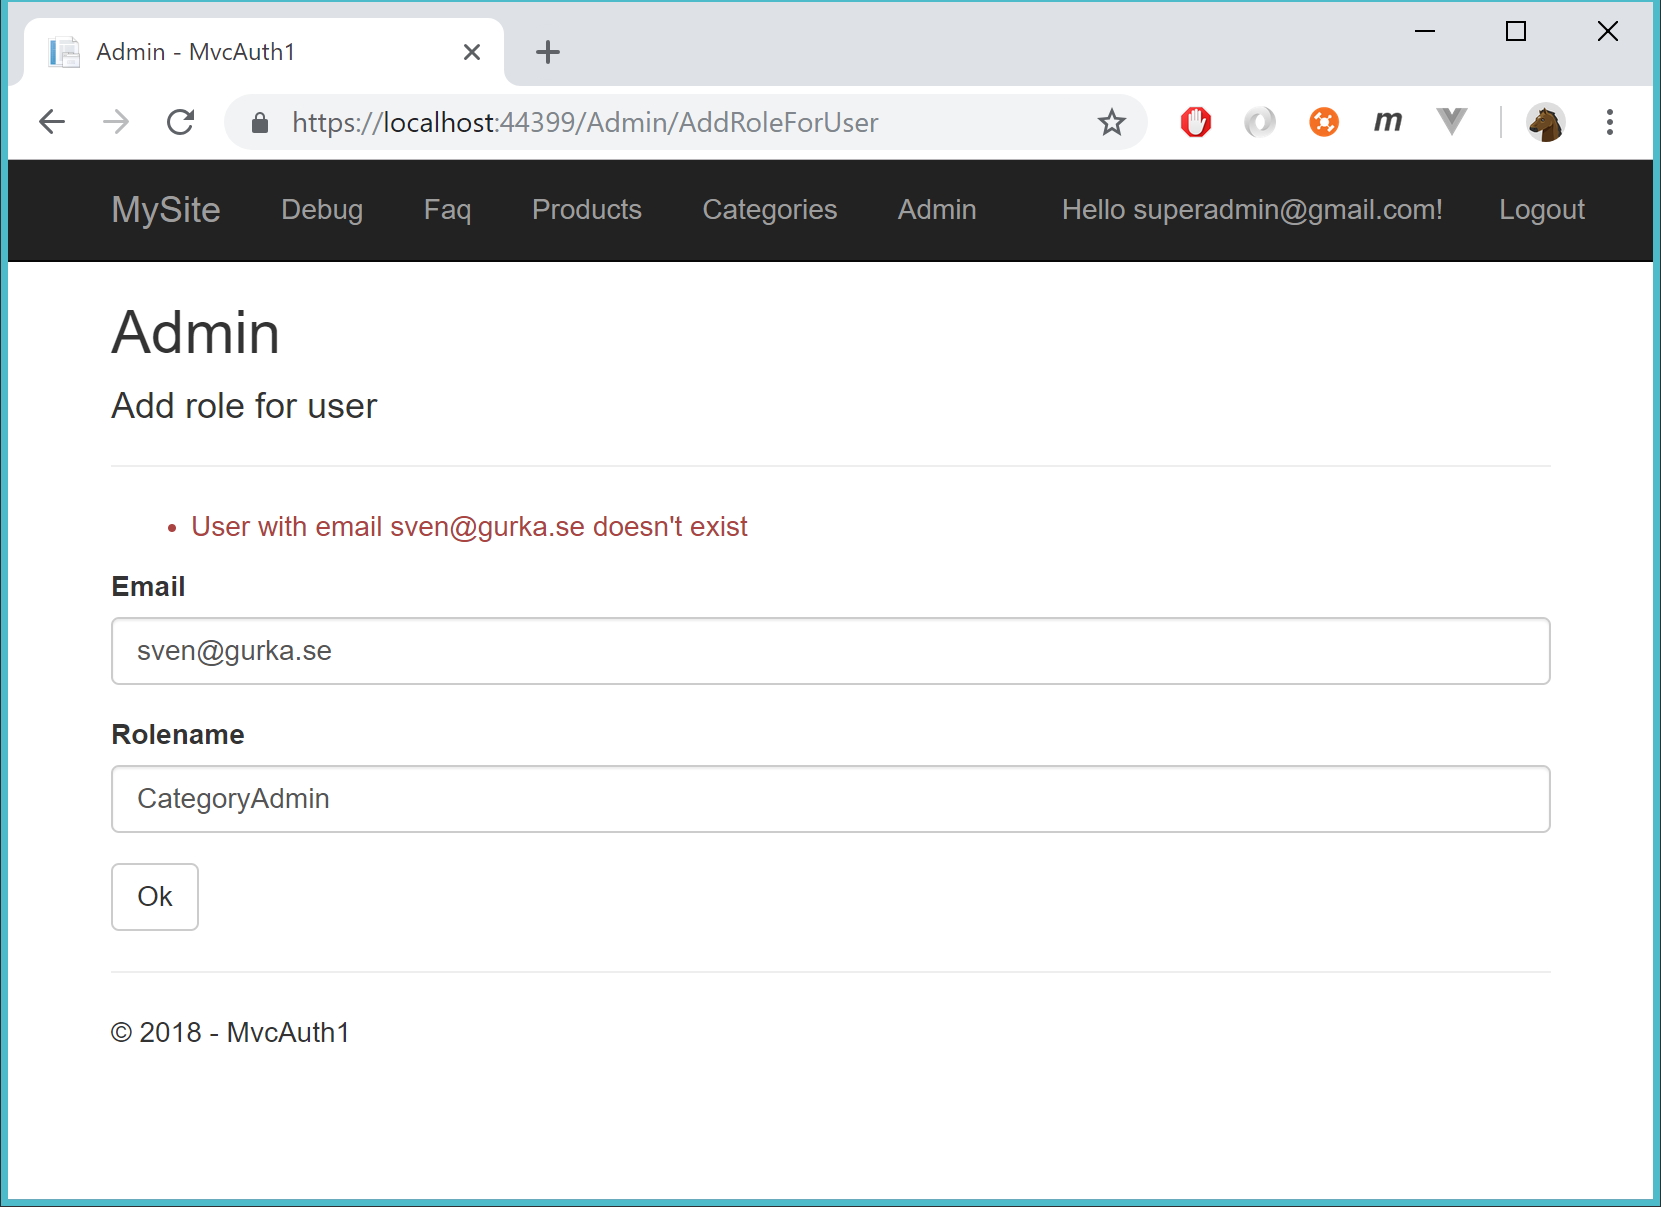 Admin - MvcAuth1
https://localhost:44399/Admin/AddRoleForUser
m
MySite Debug Faq Products Categories Admin Hello superadmin@gmail.com! Logout
Admin
Add role for user
• User with email sven@gurka.se doesn't exist
Email
sven@gurka.se
Rolename
CategoryAdmin
Ok
© 2018 - MvcAuth1